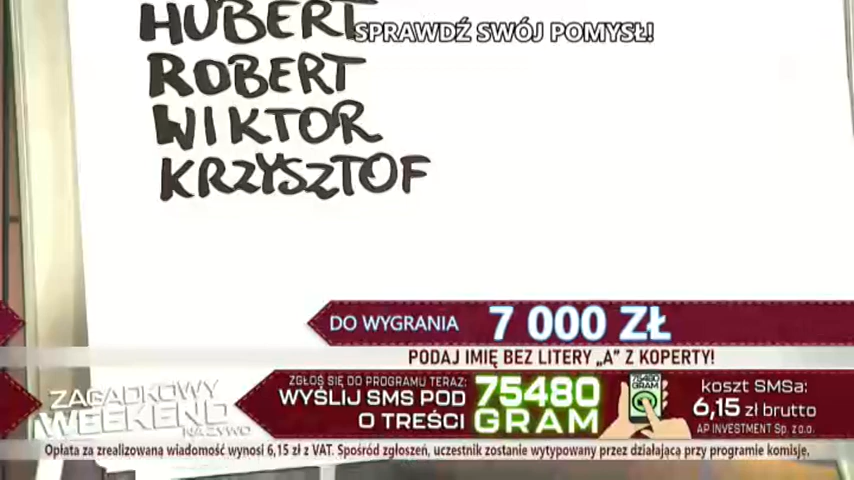 HUBERT
SPRAWDŹ SWÓJ POMYSŁ!
ROBERT
WIKTOR
KRZYSZTOF
DO WYGRANIA 7 000 ZŁ
PODAJ IMIĘ BEZ LITERY „A” Z KOPERTY!
ZAGADKOWY
WEEKEND
NA ŻYWO
ZGŁOŚ SIĘ DO PROGRAMU TERAZ:
WYŚLIJ SMS POD 75480
O TREŚCI GRAM
75480
GRAM
koszt SMSa:
6,15 zł brutto
AP INVESTMENT Sp. z o.o.
Opłata za zrealizowaną wiadomość wynosi 6,15 zł z VAT. Spośród zgłoszeń, uczestnik zostanie wytypowany przez działającą przy programie komisję.